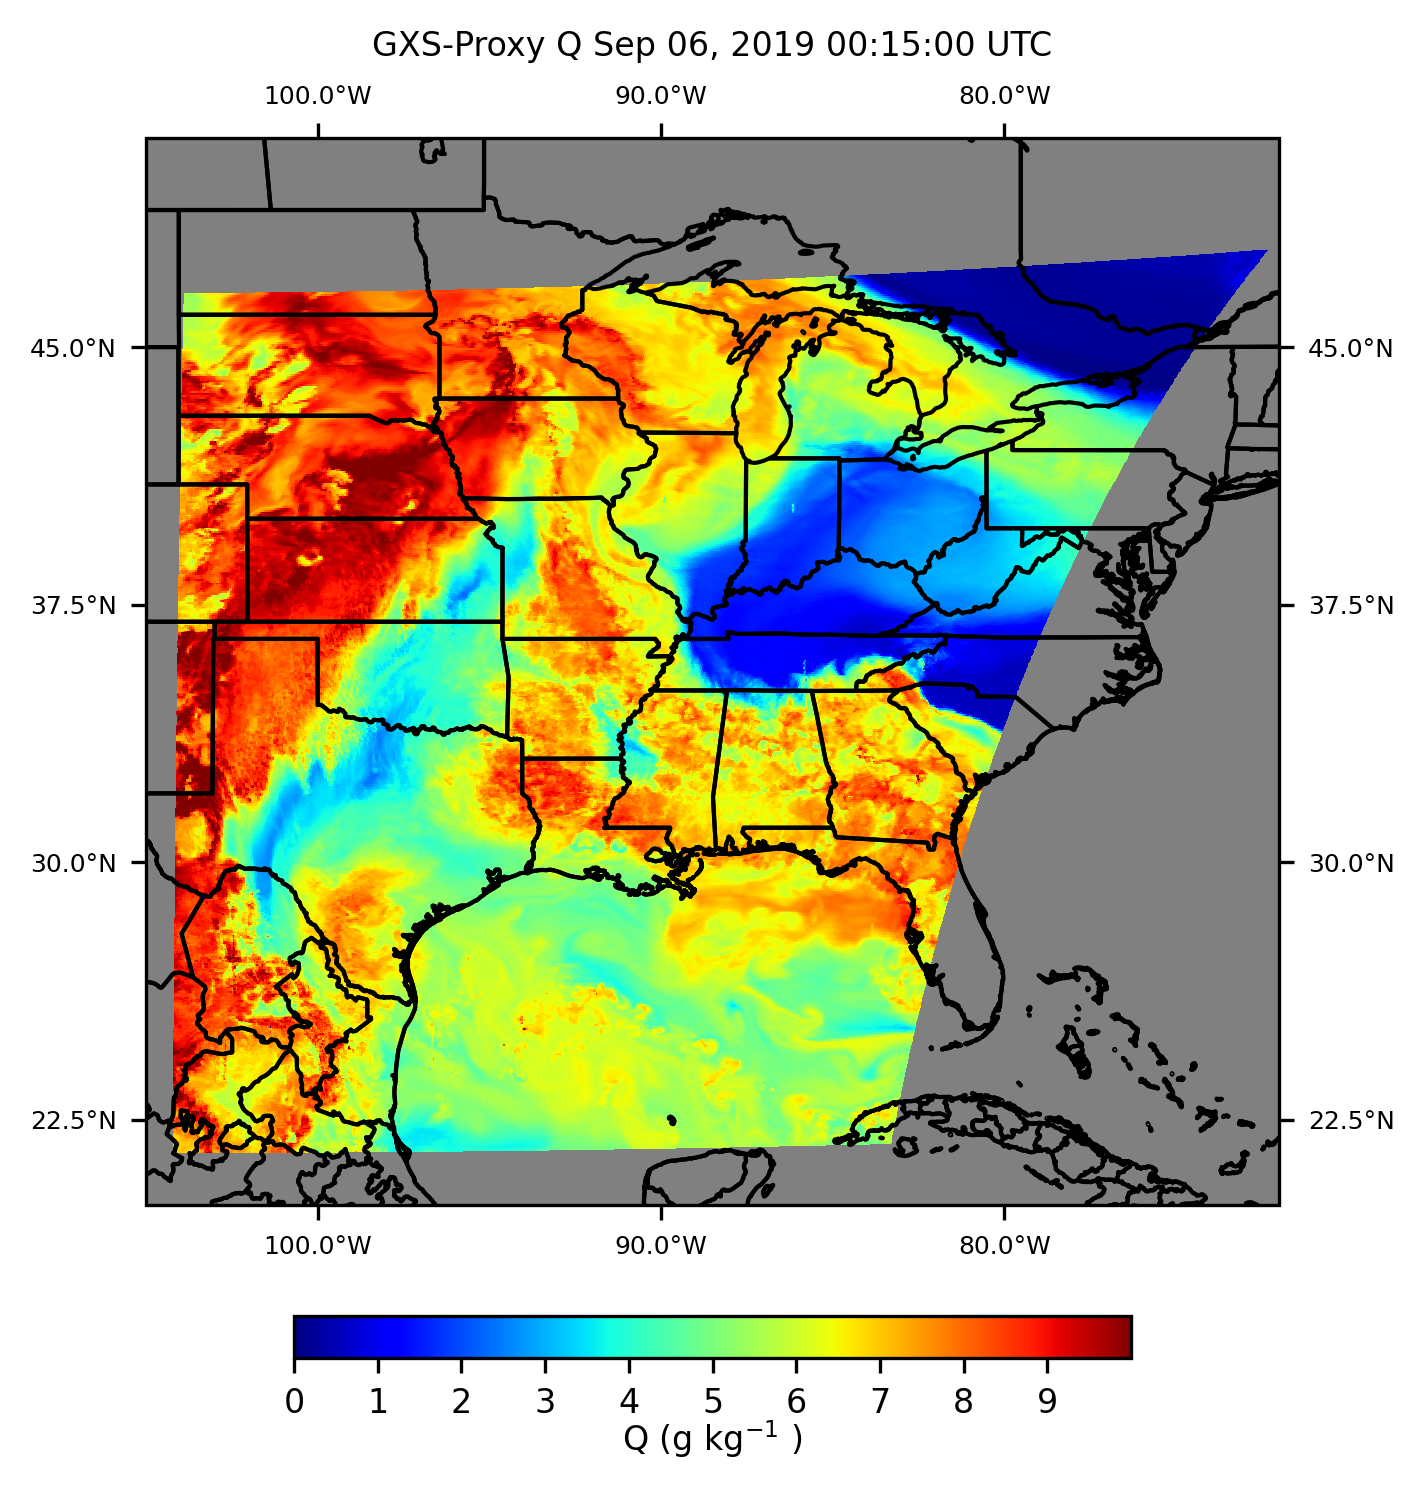 GXS-Proxy Q Sep 06, 2019 00:15:00 UTC
100.0°W 90.0°W 80.0°W
45.0°N 45.0°N
37.5°N 37.5°N
30.0°N 30.0°N
22.5°N 22.5°N
100.0°W 90.0°W 80.0°W
0 1 2 3 4 5 6 7 8 9
Q (g kg⁻¹ )